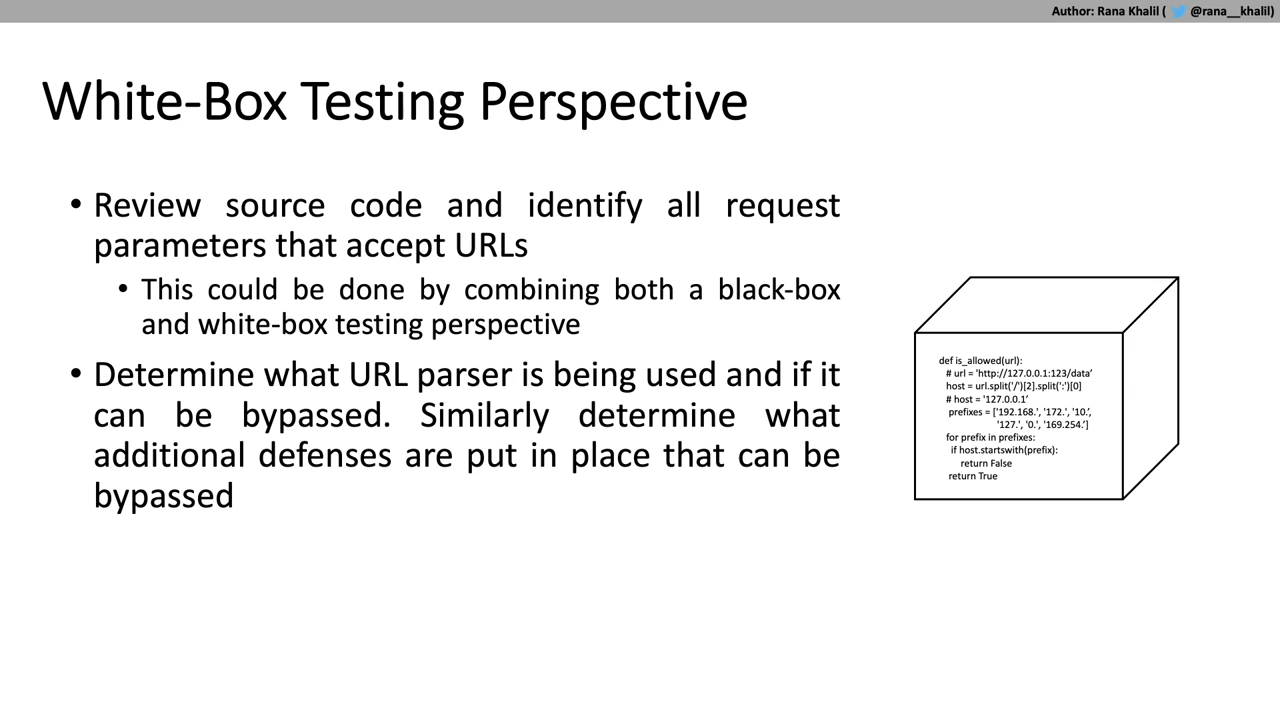 Author: Rana Khalil ( @rana__khalil)
White-Box Testing Perspective
• Review source code and identify all request
parameters that accept URLs
• This could be done by combining both a black-box
and white-box testing perspective
• Determine what URL parser is being used and if it
can be bypassed. Similarly determine what
additional defenses are put in place that can be
bypassed
def is_allowed(url):
# url = 'http://127.0.0.1:123/data’
host = url.split('/')[2].split(':')[0]
# host = '127.0.0.1’
prefixes = ['192.168.', '172.', '10.’,
'127.', '0.', '169.254.’]
for prefix in prefixes:
if host.startswith(prefix):
return False
return True